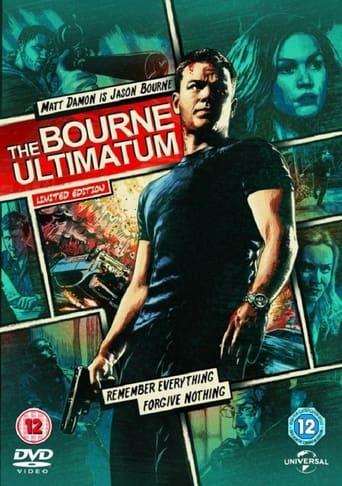 MATT DAMON IS JASON BOURNE
THE BOURNE
ULTIMATUM
LIMITED EDITION
REMEMBER EVERYTHING
FORGIVE NOTHING
12
DVD
VIDEO
UNIVERSAL
12